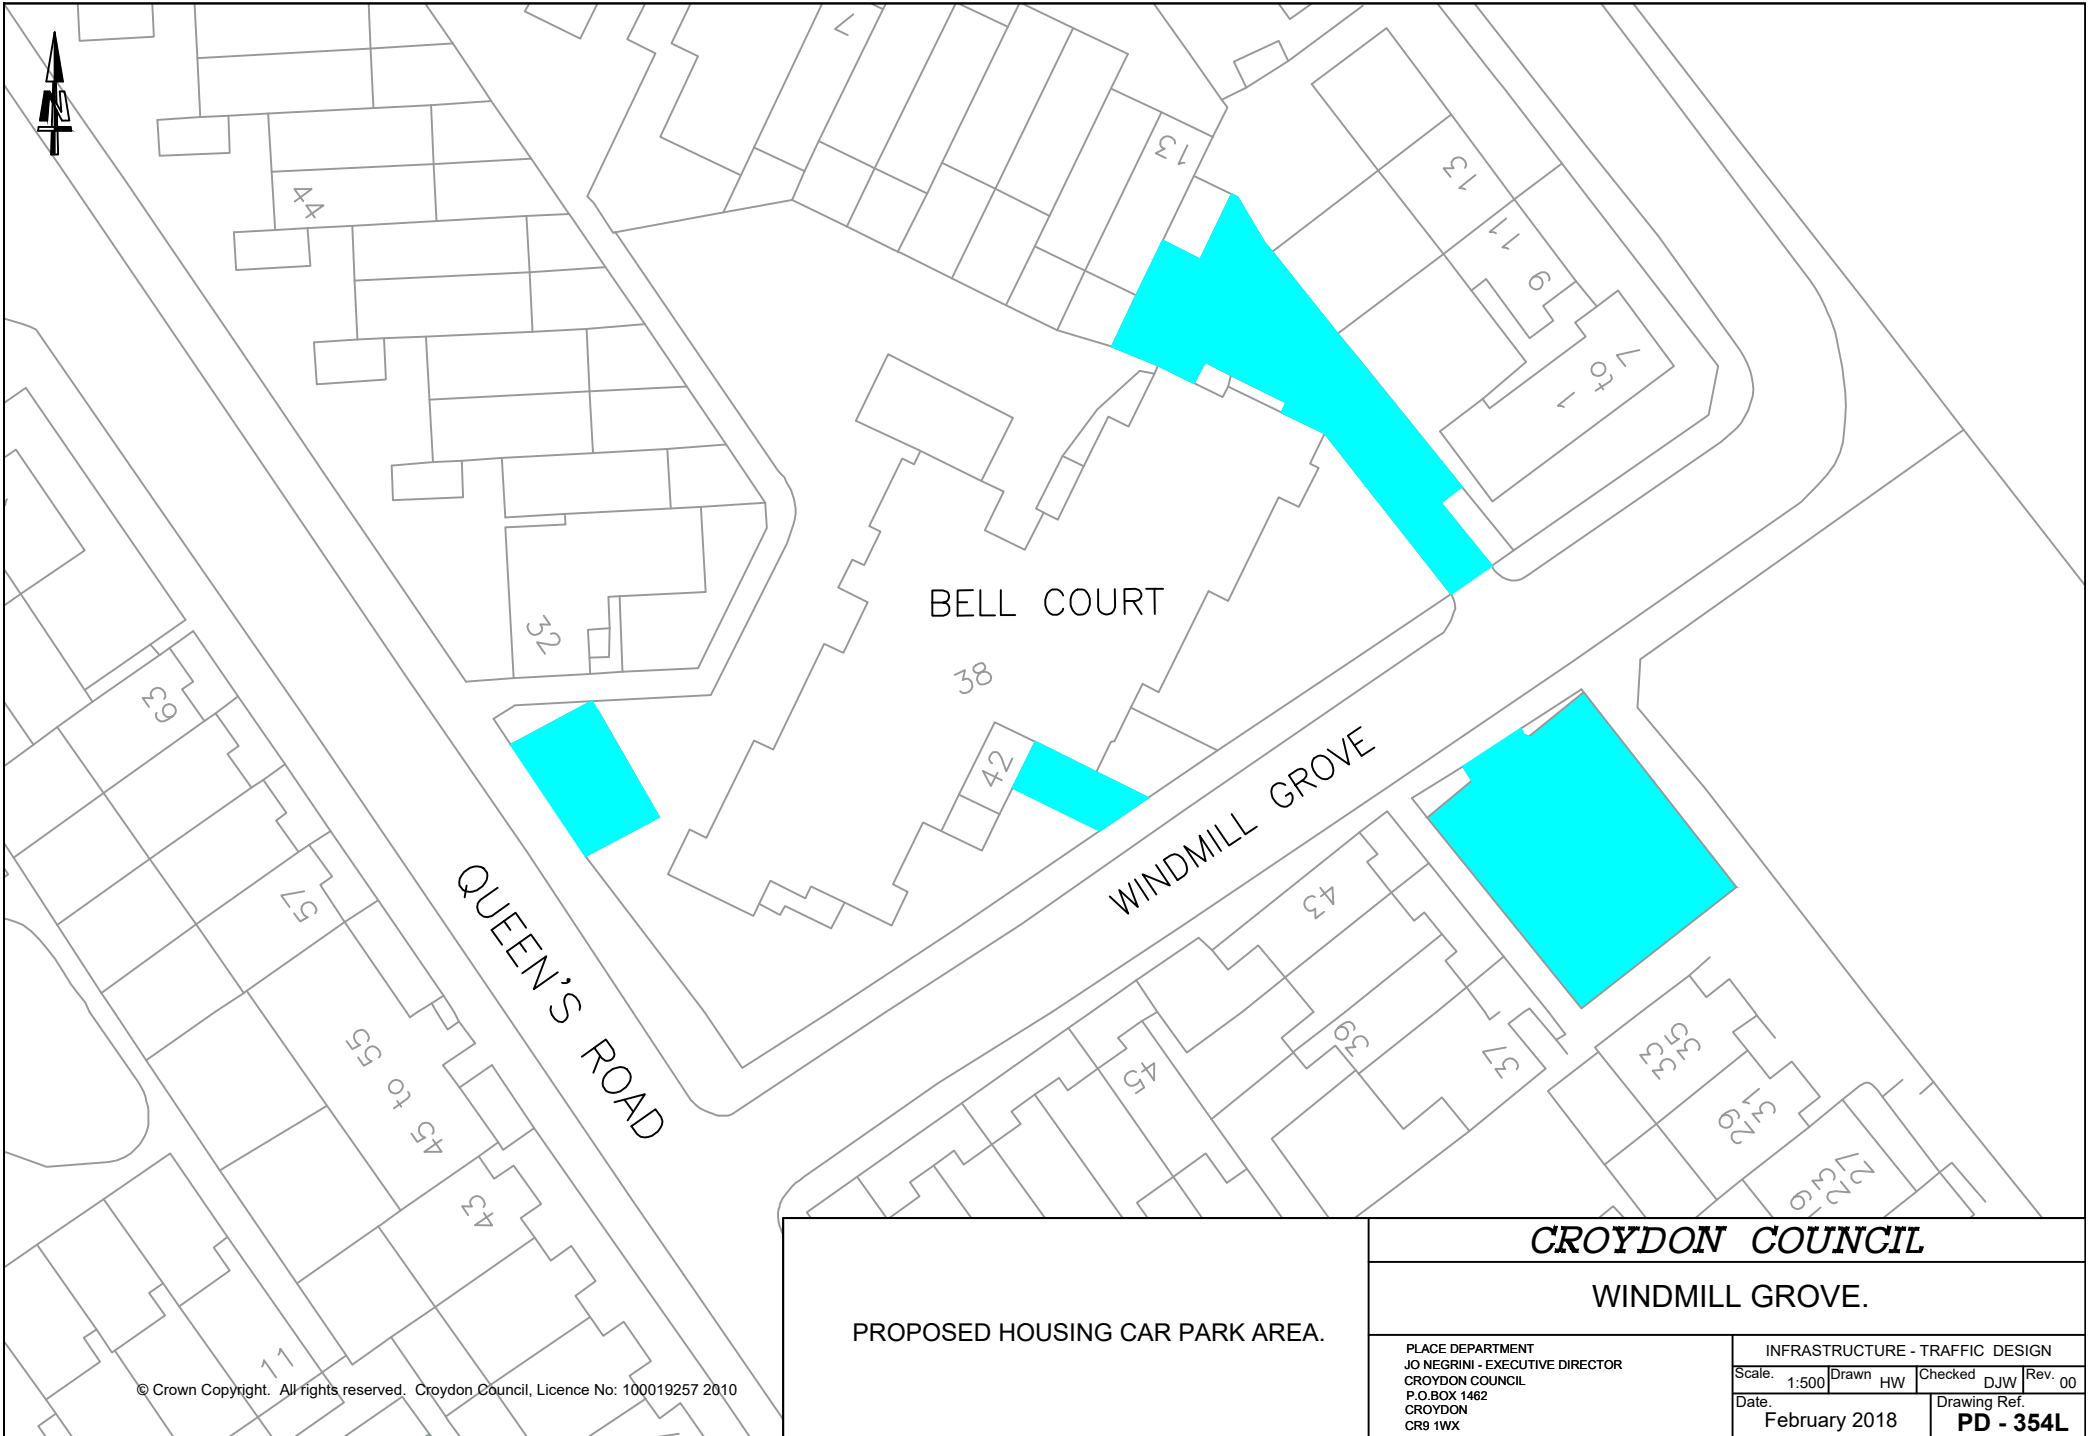 N
7
13
13
11
9
1 to 7
44
32
BELL COURT
38
42
63
57
45 to 55
43
11
QUEEN'S ROAD
WINDMILL GROVE
43
39
37
45
35
33
31
29
27
23
19
PROPOSED HOUSING CAR PARK AREA.
CROYDON COUNCIL
WINDMILL GROVE.
PLACE DEPARTMENT
JO NEGRINI - EXECUTIVE DIRECTOR
CROYDON COUNCIL
P.O.BOX 1462
CROYDON
CR9 1WX
INFRASTRUCTURE - TRAFFIC DESIGN
Scale. 1:500 Drawn HW Checked DJW Rev. 00
Date. February 2018
Drawing Ref. PD - 354L
© Crown Copyright. All rights reserved. Croydon Council, Licence No: 100019257 2010